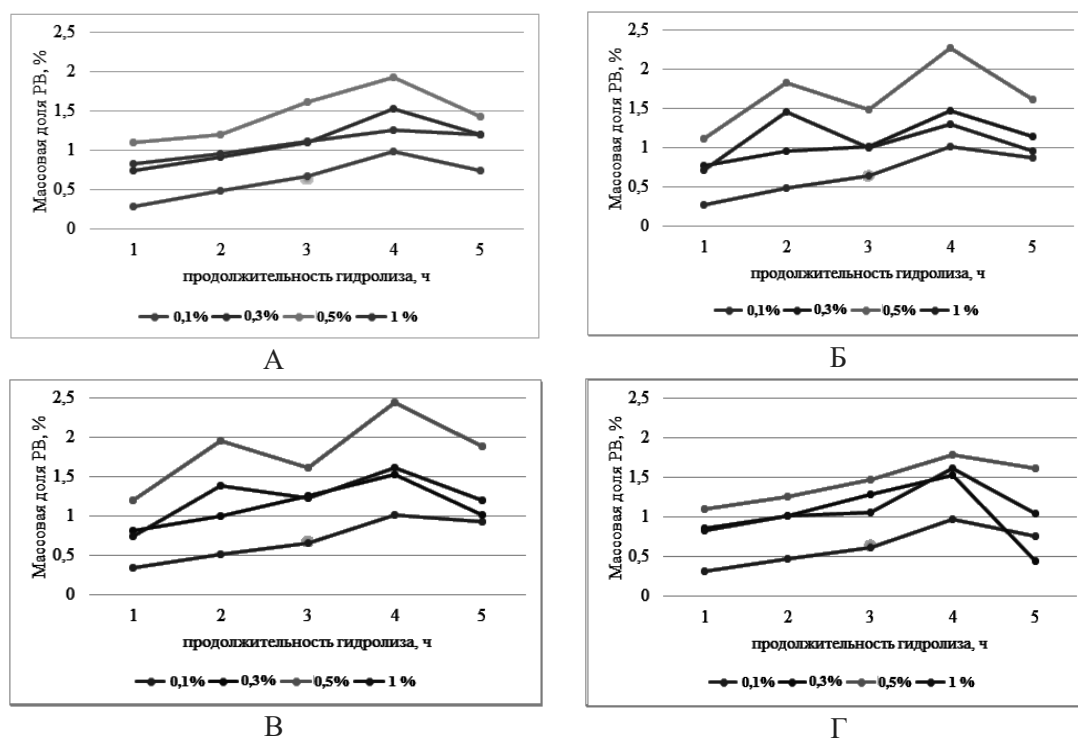 Массовая доля РВ, %
2,5
2
1,5
1
0,5
0
1 2 3 4 5
продолжительность гидролиза, ч
0,1% 0,3% 0,5% 1 %
А
Массовая доля РВ, %
2,5
2
1,5
1
0,5
0
1 2 3 4 5
продолжительность гидролиза, ч
0,1% 0,3% 0,5% 1 %
Б
Массовая доля РВ, %
2,5
2
1,5
1
0,5
0
1 2 3 4 5
продолжительность гидролиза, ч
0,1% 0,3% 0,5% 1 %
В
Массовая доля РВ, %
2,5
2
1,5
1
0,5
0
1 2 3 4 5
продолжительность гидролиза, ч
0,1% 0,3% 0,5% 1 %
Г